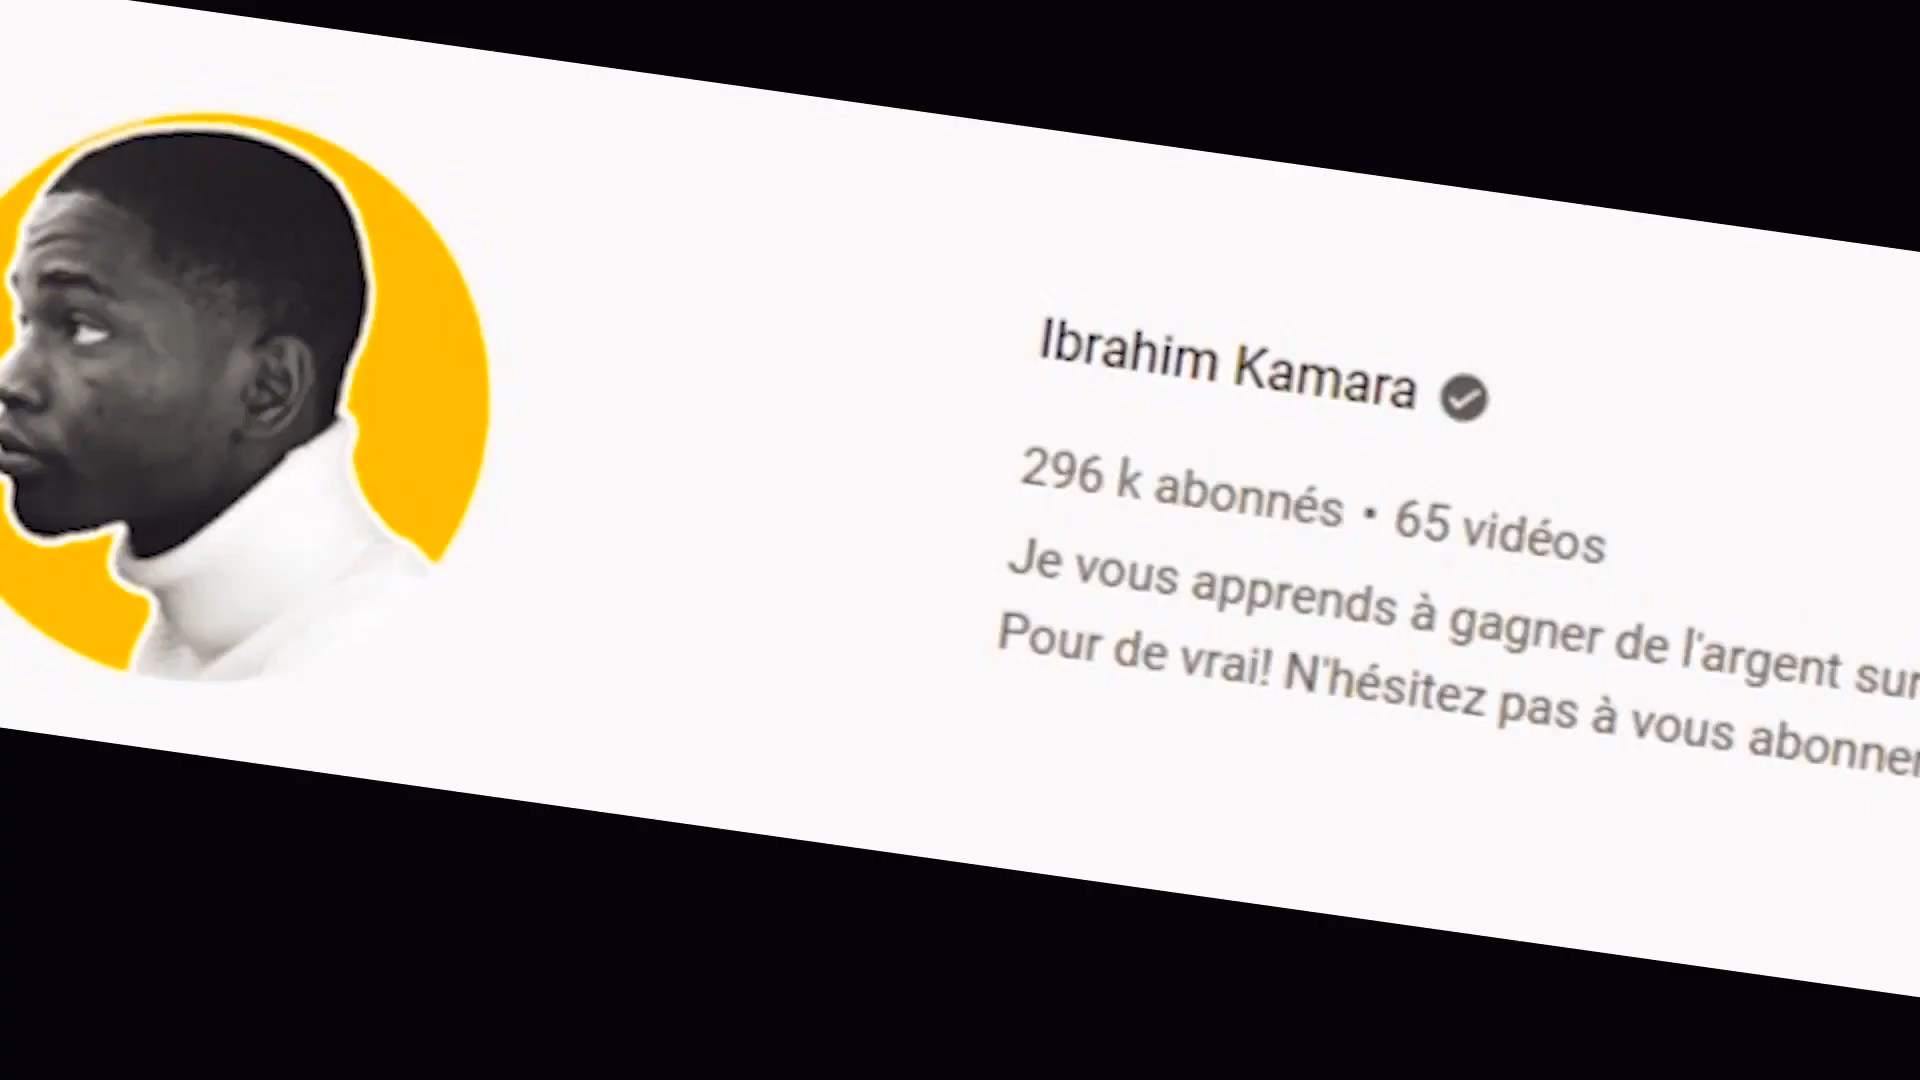 Ibrahim Kamara
296 k abonnés • 65 vidéos
Je vous apprends à gagner de l'argent sur
Pour de vrai! N'hésitez pas à vous abonner